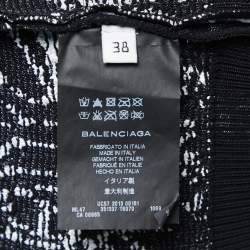 38
BALENCIAGA
FABBRICATO IN ITALIA
MADE IN ITALY
GEMACHT IN ITALIEN
FABRIQUÉ EN ITALIE
HECHO EN ITALIA
イタリア製
意大利制造